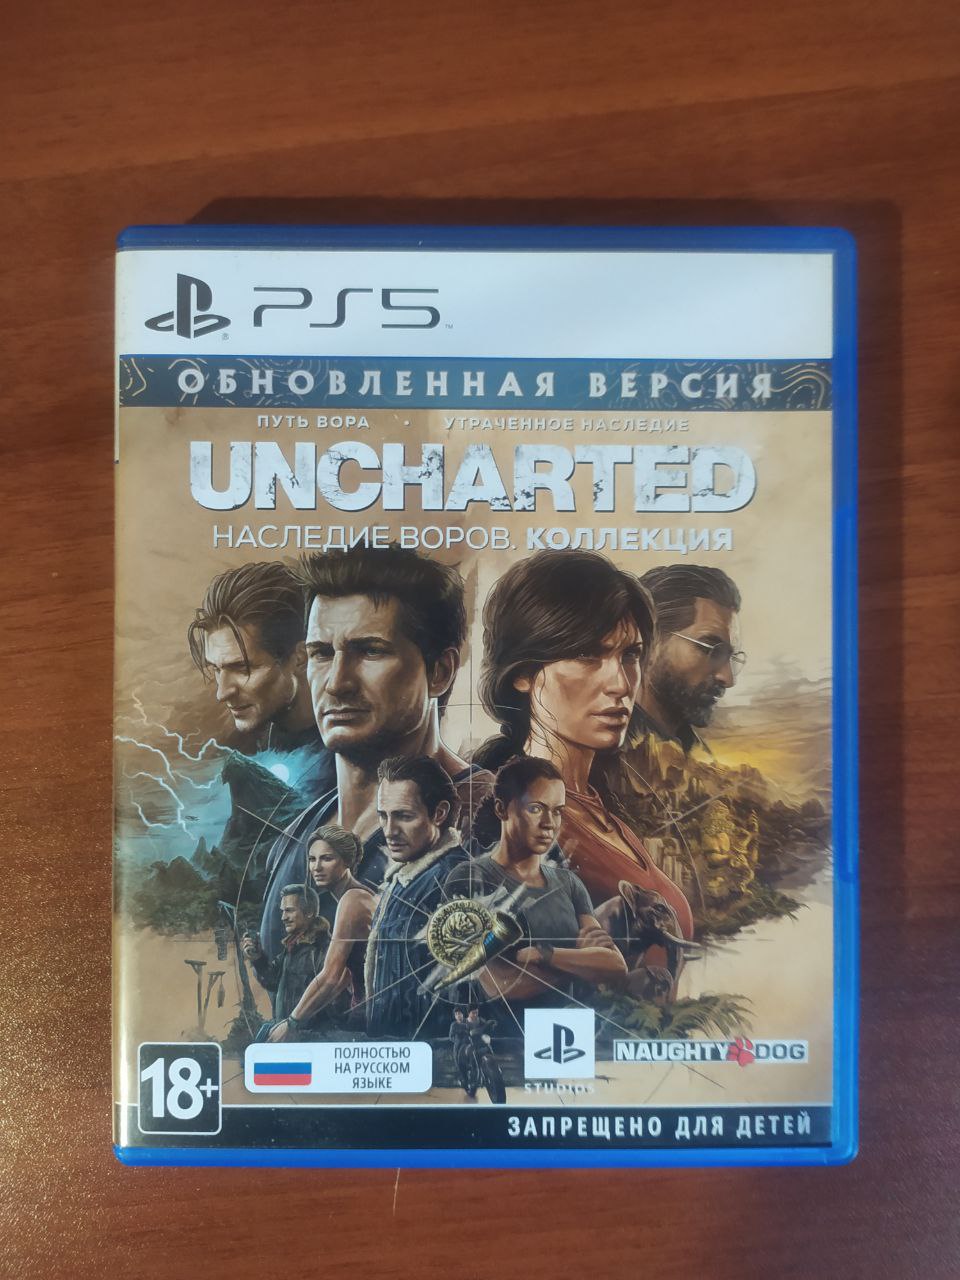 PS5
ОБНОВЛЕННАЯ ВЕРСИЯ
ПУТЬ ВОРА · УТРАЧЕННОЕ НАСЛЕДИЕ
UNCHARTED
НАСЛЕДИЕ ВОРОВ. КОЛЛЕКЦИЯ
18+
ПОЛНОСТЬЮ
НА РУССКОМ
ЯЗЫКЕ
STUDIOS
NAUGHTY DOG
ЗАПРЕЩЕНО ДЛЯ ДЕТЕЙ